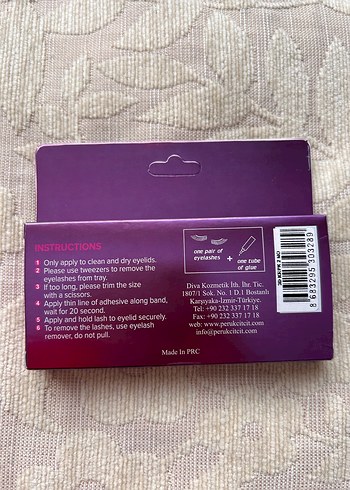 INSTRUCTIONS
1 Only apply to clean and dry eyelids.
2 Please use tweezers to remove the
eyelashes from tray.
3 If too long, please trim the size
with a scissors.
4 Apply thin line of adhesive along band,
wait for 20 second.
5 Apply and hold lash to eyelid securely.
6 To remove the lashes, use eyelash
remover, do not pull.
one pair of
eyelashes
+
one tube
of glue
Diva Kozmetik İth. İhr. Tic.
1807/1 Sok. No. 1 D.1 Bostanlı
Karşıyaka-İzmir-Türkiye.
Tel: +90 232 337 17 18
Fax: +90 232 337 17 18
web: www.perukcitcit.com
www.perukcitcit.com
Made In PRC
8 683295 303289